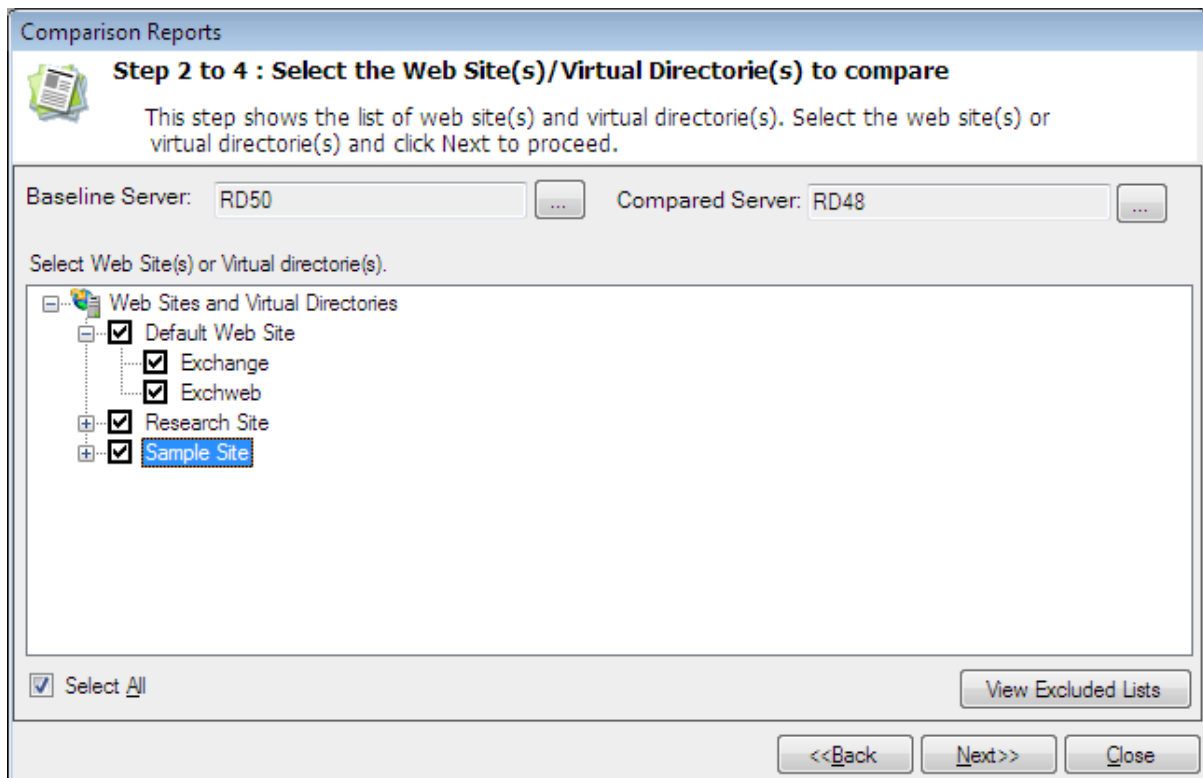 Comparison Reports
Step 2 to 4 : Select the Web Site(s)/Virtual Directorie(s) to compare
This step shows the list of web site(s) and virtual directorie(s). Select the web site(s) or
virtual directorie(s) and click Next to proceed.
Baseline Server: RD50 ... Compared Server: RD48 ...
Select Web Site(s) or Virtual directorie(s).
Web Sites and Virtual Directories
Default Web Site
Exchange
Exchweb
Research Site
Sample Site
Select All View Excluded Lists
<<Back Next>> Close